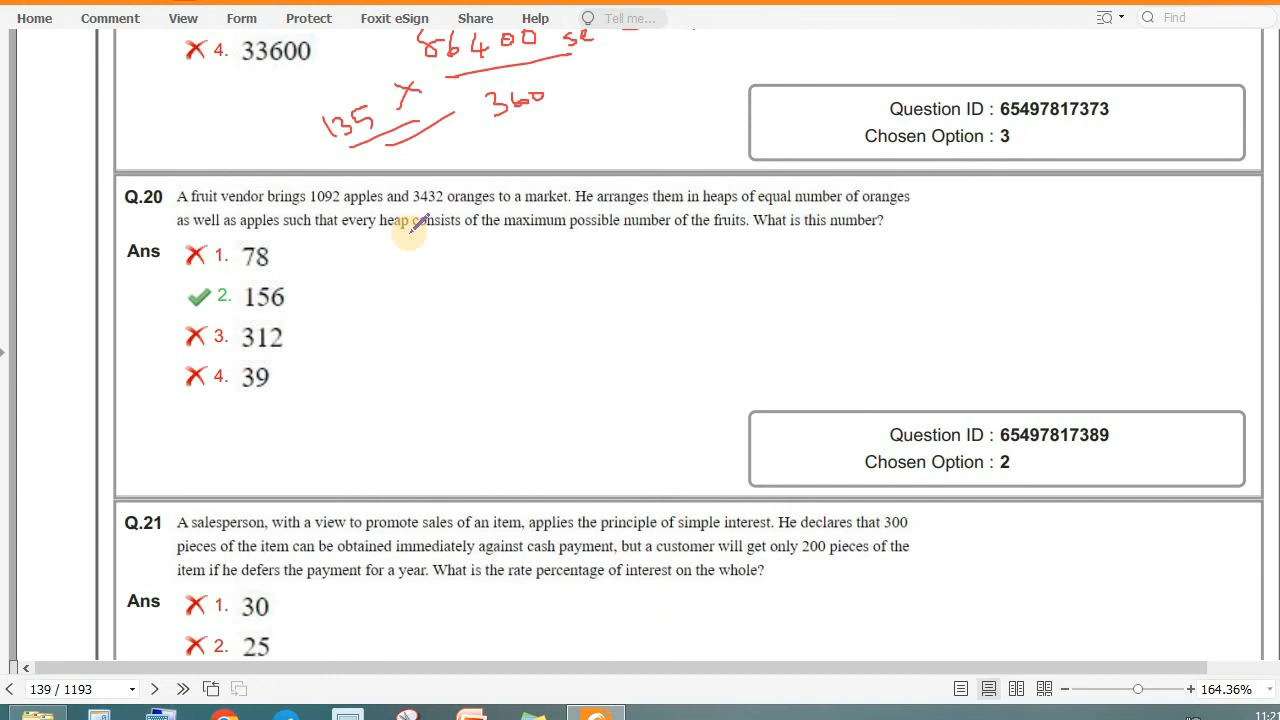 Home Comment View Form Protect Foxit eSign Share Help Tell me... Find
4. 33600
86400 se
135 x 360
Question ID : 65497817373
Chosen Option : 3
Q.20 A fruit vendor brings 1092 apples and 3432 oranges to a market. He arranges them in heaps of equal number of oranges
as well as apples such that every heap consists of the maximum possible number of the fruits. What is this number?
Ans 1. 78
2. 156
3. 312
4. 39
Question ID : 65497817389
Chosen Option : 2
Q.21 A salesperson, with a view to promote sales of an item, applies the principle of simple interest. He declares that 300
pieces of the item can be obtained immediately against cash payment, but a customer will get only 200 pieces of the
item if he defers the payment for a year. What is the rate percentage of interest on the whole?
Ans 1. 30
2. 25
139 / 1193 164.36%